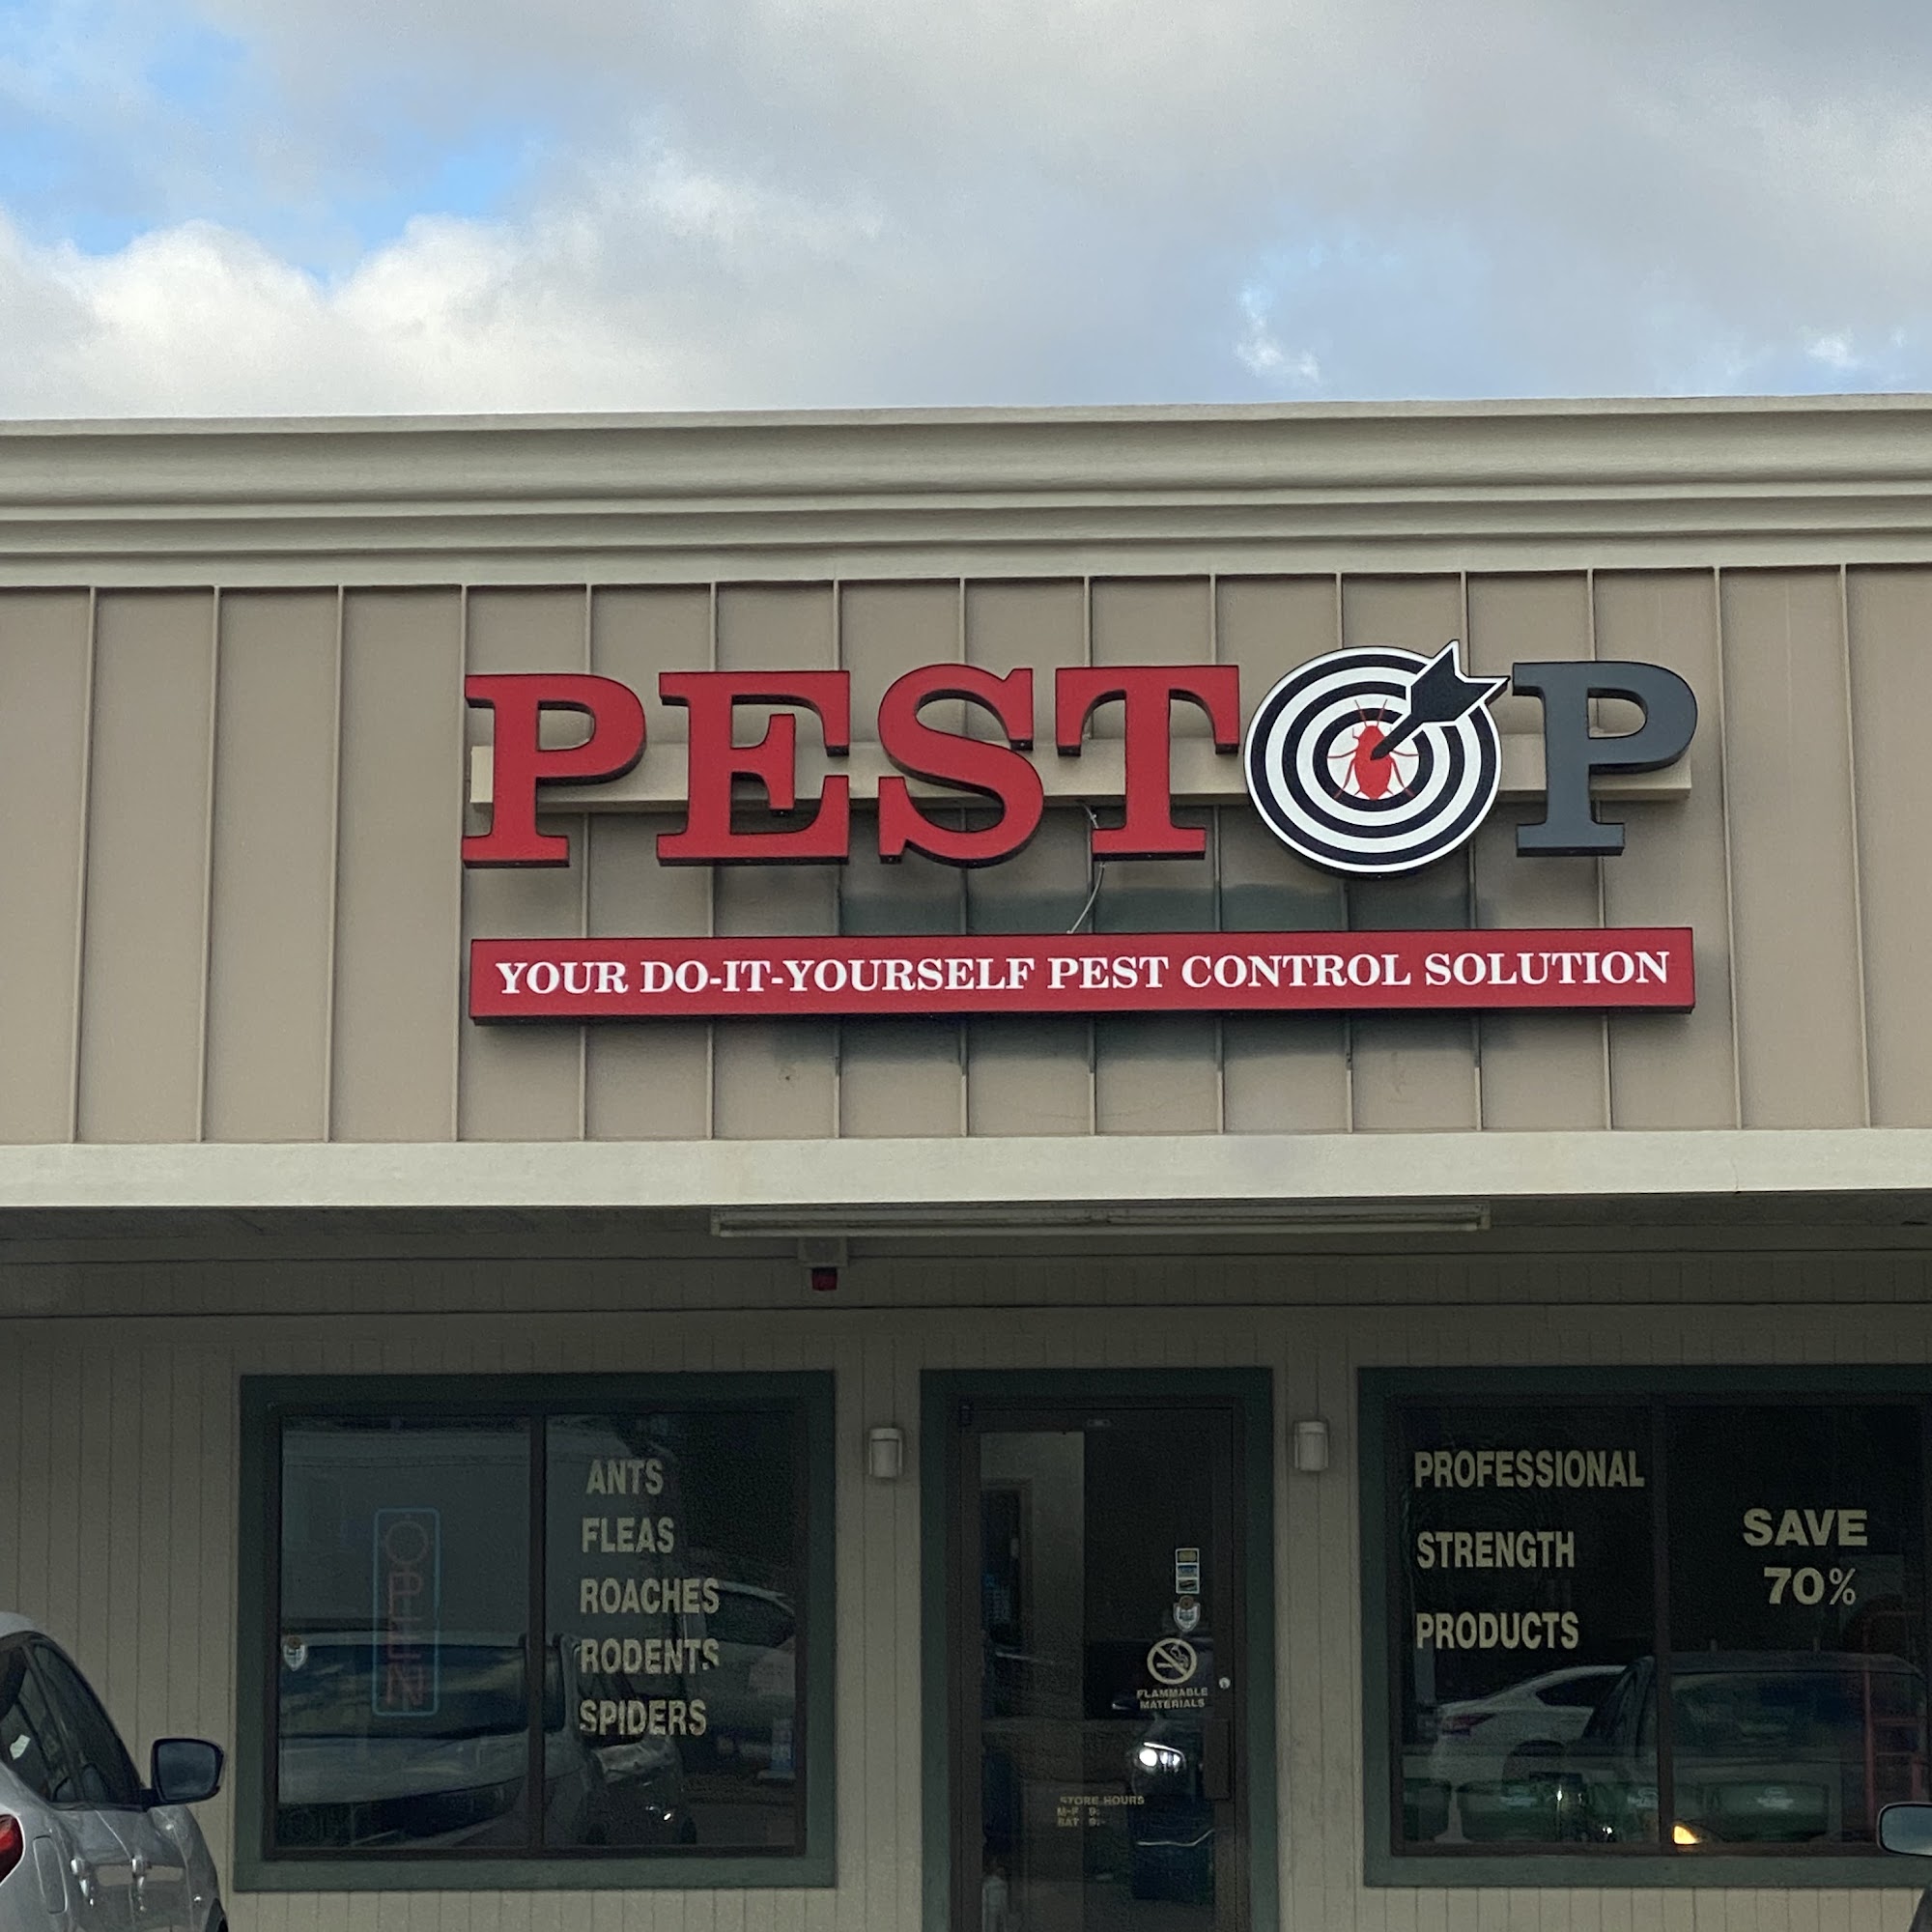 PESTOP
YOUR DO-IT-YOURSELF PEST CONTROL SOLUTION
OPEN
ANTS
FLEAS
ROACHES
RODENTS
SPIDERS
FLAMMABLE
MATERIALS
STORE HOURS
PROFESSIONAL
STRENGTH
PRODUCTS
SAVE
70%